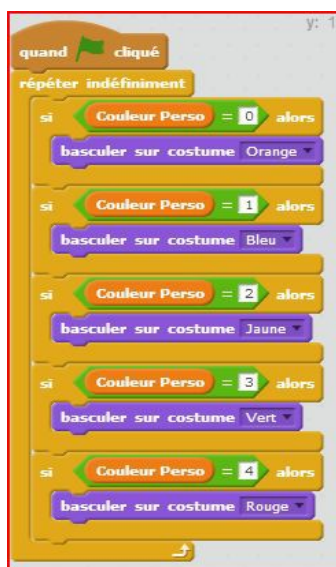 y: 1
quand cliqué
répéter indéfiniment
si Couleur Perso = 0 alors
basculer sur costume Orange
si Couleur Perso = 1 alors
basculer sur costume Bleu
si Couleur Perso = 2 alors
basculer sur costume Jaune
si Couleur Perso = 3 alors
basculer sur costume Vert
si Couleur Perso = 4 alors
basculer sur costume Rouge